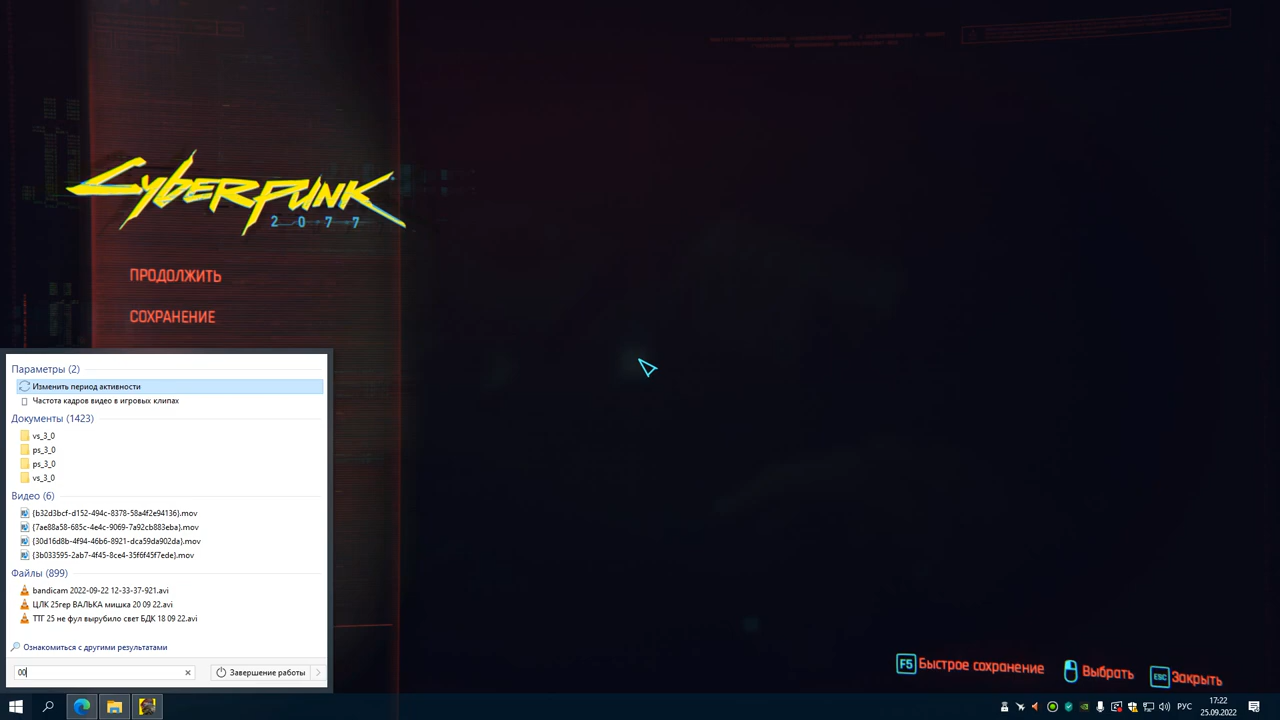 CYBERPUNK
2077
ПРОДОЛЖИТЬ
СОХРАНЕНИЕ
Параметры (2)
Изменить период активности
Частота кадров видео в игровых клипах
Документы (1423)
vs_3_0
ps_3_0
ps_3_0
vs_3_0
Видео (6)
{b32d3bcf-d152-494c-8378-58a4f2e94136}.mov
{7ae88a58-685c-4e4c-9069-7a92cb883eba}.mov
{30d16d8b-4f94-46b6-8921-dca59da902da}.mov
{3b033595-2ab7-4f45-8ce4-35f6f45f7ede}.mov
Файлы (899)
bandicam 2022-09-22 12-33-37-921.avi
ЦЛК 25гер ВАЛЬКА мишка 20 09 22.avi
ТТГ 25 не фул вырубило свет БДК 18 09 22.avi
Ознакомиться с другими результатами
00
Завершение работы
F5 Быстрое сохранение
Выбрать
ESC Закрыть
РУС
17:22
25.09.2022